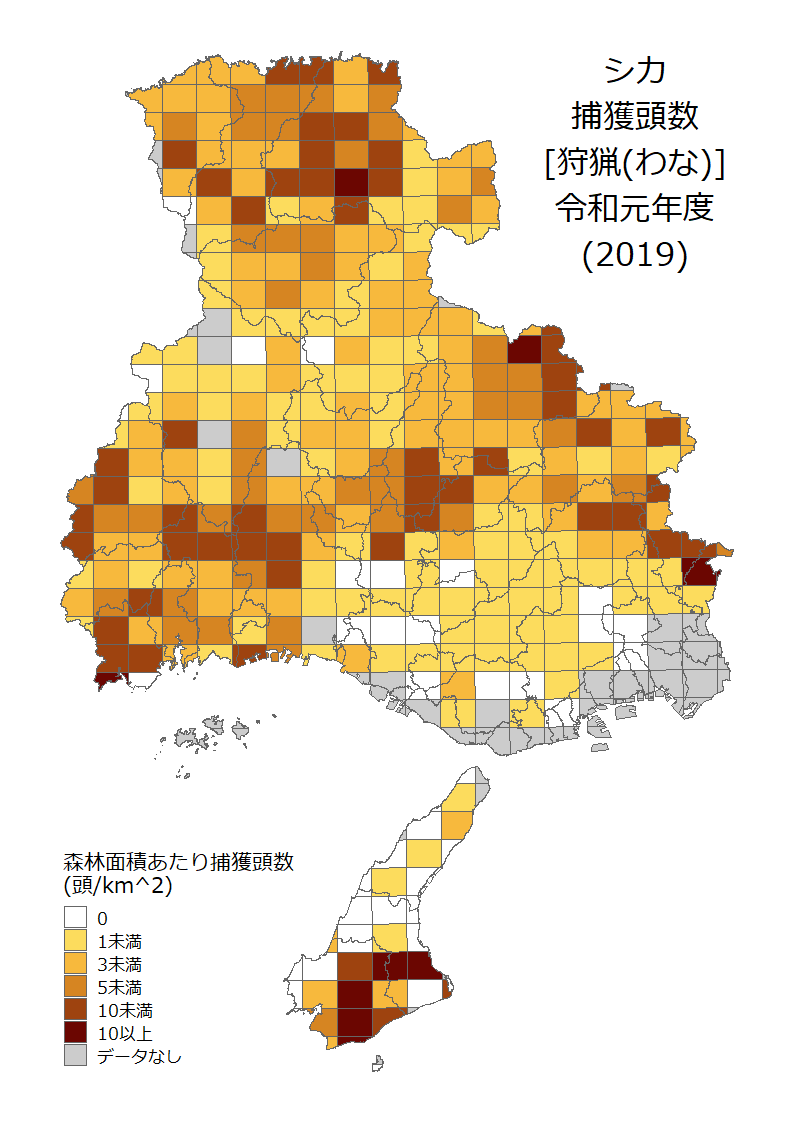 シカ
捕獲頭数
[狩猟(わな)]
令和元年度
(2019)
森林面積あたり捕獲頭数
(頭/km^2)
0
1未満
3未満
5未満
10未満
10以上
データなし